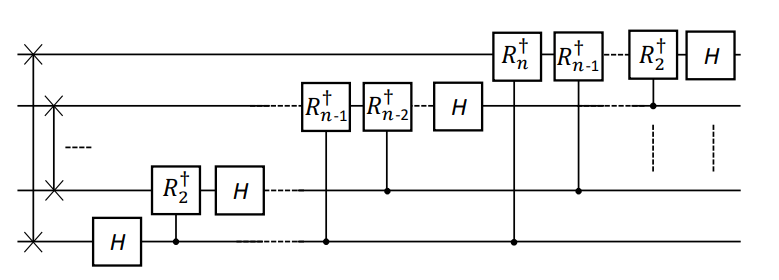 R†n R†n-1 R†2 H
R†n-1 R†n-2 H
R†2 H
H